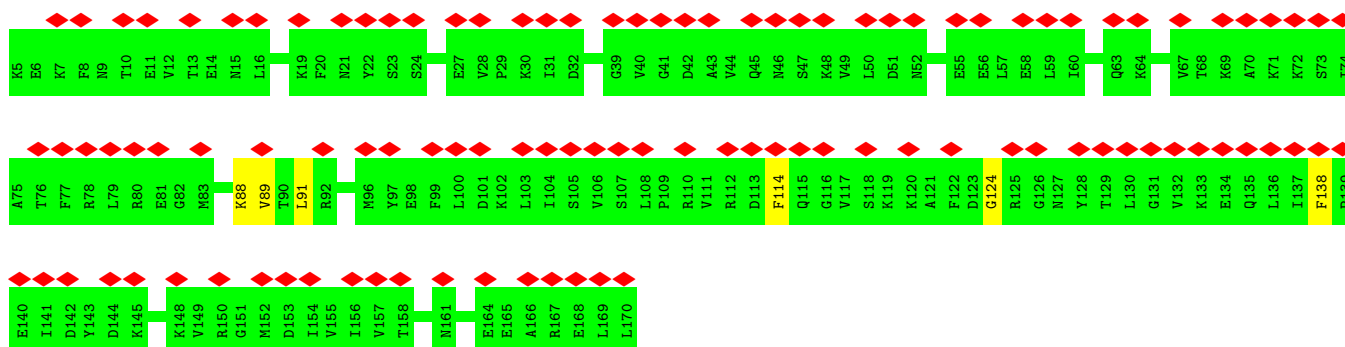 K5 E6 K7 F8 N9 T10 E11 V12 T13 E14 N15 L16 K19 F20 N21 Y22 S23 S24 E27 V28 P29 K30 I31 D32 G39 V40 G41 D42 A43 V44 Q45 N46 S47 K48 V49 L50 D51 N52 E55 E56 L57 E58 L59 I60 Q63 K64 V67 T68 K69 A70 K71 K72 S73
A75 T76 F77 R78 L79 R80 E81 G82 M83 K88 V89 T90 L91 R92 M96 Y97 E98 F99 L100 D101 K102 L103 I104 S105 V106 S107 L108 P109 R110 V111 R112 D113 F114 Q115 G116 V117 S118 K119 K120 A121 F122 D123 G124 R125 G126 N127 Y128 T129 L130 G131 V132 K133 E134 Q135 L136 I137 F138
E140 I141 D142 Y143 D144 K145 K148 V149 R150 G151 M152 D153 I154 V155 I156 V157 T158 N161 E164 E165 A166 R167 E168 L169 L170